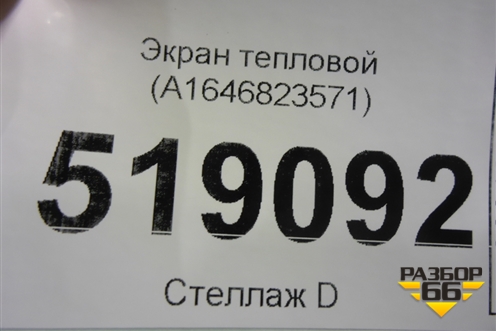 Экран тепловой
(A1646823571)
519092
Стеллаж D
РАЗБОР
66